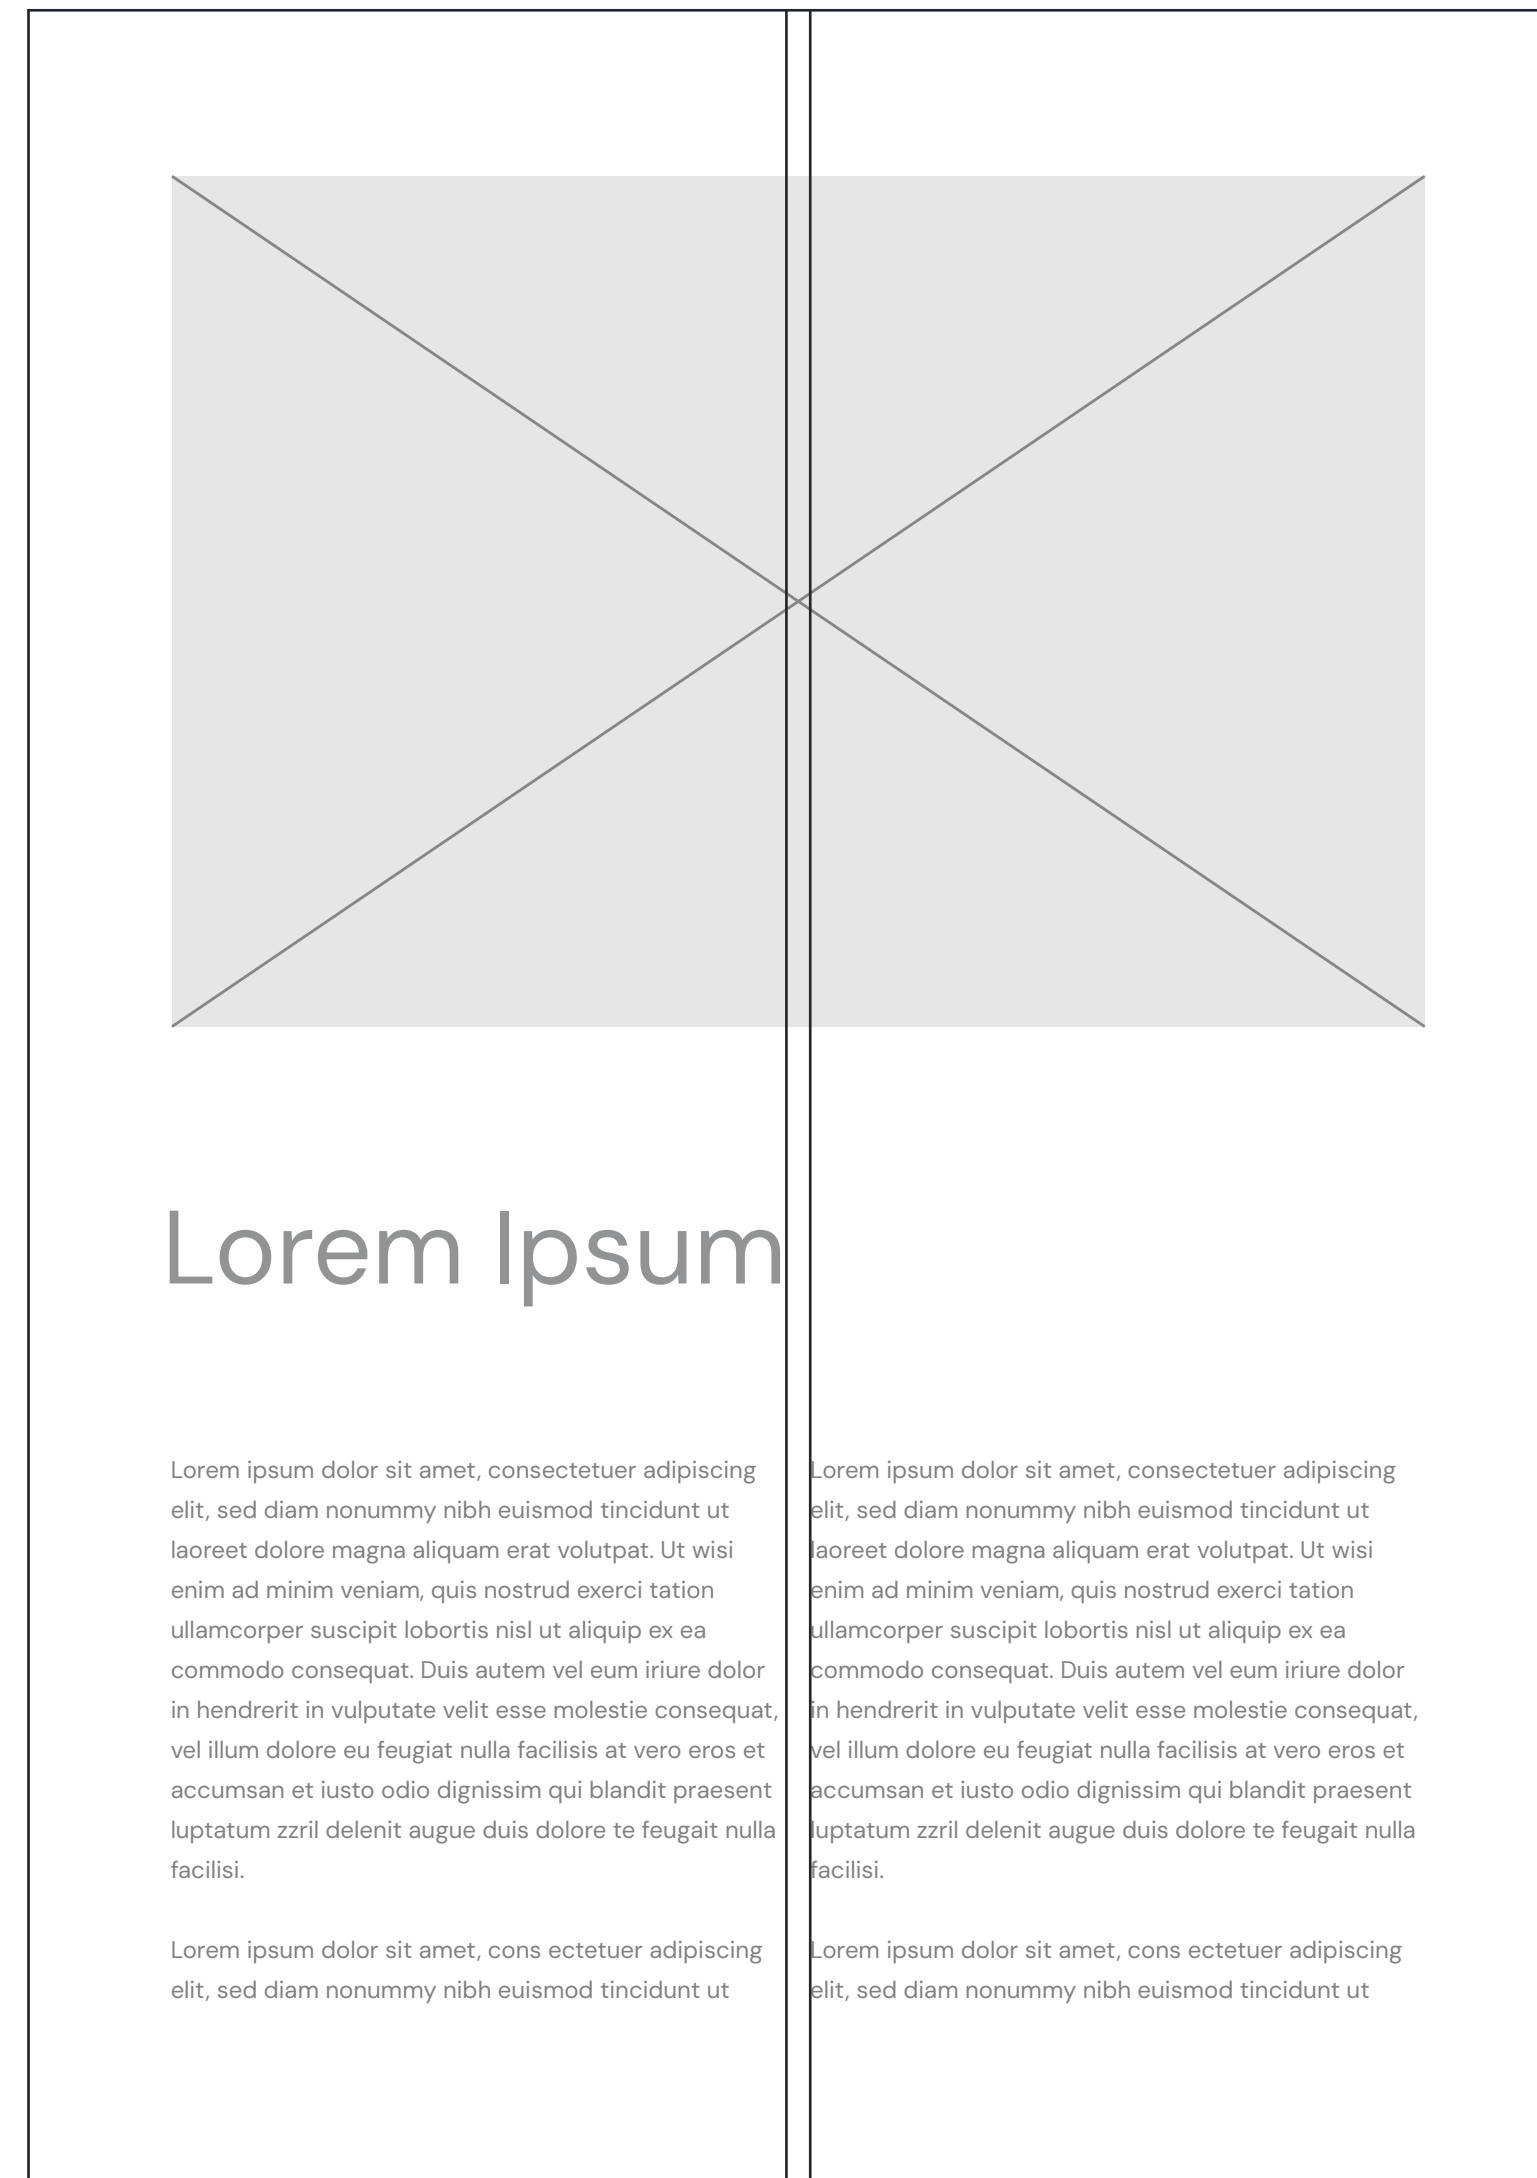 Lorem Ipsum
Lorem ipsum dolor sit amet, consectetuer adipiscing
elit, sed diam nonummy nibh euismod tincidunt ut
laoreet dolore magna aliquam erat volutpat. Ut wisi
enim ad minim veniam, quis nostrud exerci tation
ullamcorper suscipit lobortis nisl ut aliquip ex ea
commodo consequat. Duis autem vel eum iriure dolor
in hendrerit in vulputate velit esse molestie consequat,
vel illum dolore eu feugiat nulla facilisis at vero eros et
accumsan et iusto odio dignissim qui blandit praesent
luptatum zzril delenit augue duis dolore te feugait nulla
facilisi.
Lorem ipsum dolor sit amet, cons ectetuer adipiscing
elit, sed diam nonummy nibh euismod tincidunt ut
Lorem ipsum dolor sit amet, consectetuer adipiscing
elit, sed diam nonummy nibh euismod tincidunt ut
laoreet dolore magna aliquam erat volutpat. Ut wisi
enim ad minim veniam, quis nostrud exerci tation
ullamcorper suscipit lobortis nisl ut aliquip ex ea
commodo consequat. Duis autem vel eum iriure dolor
in hendrerit in vulputate velit esse molestie consequat,
vel illum dolore eu feugiat nulla facilisis at vero eros et
accumsan et iusto odio dignissim qui blandit praesent
luptatum zzril delenit augue duis dolore te feugait nulla
facilisi.
Lorem ipsum dolor sit amet, cons ectetuer adipiscing
elit, sed diam nonummy nibh euismod tincidunt ut